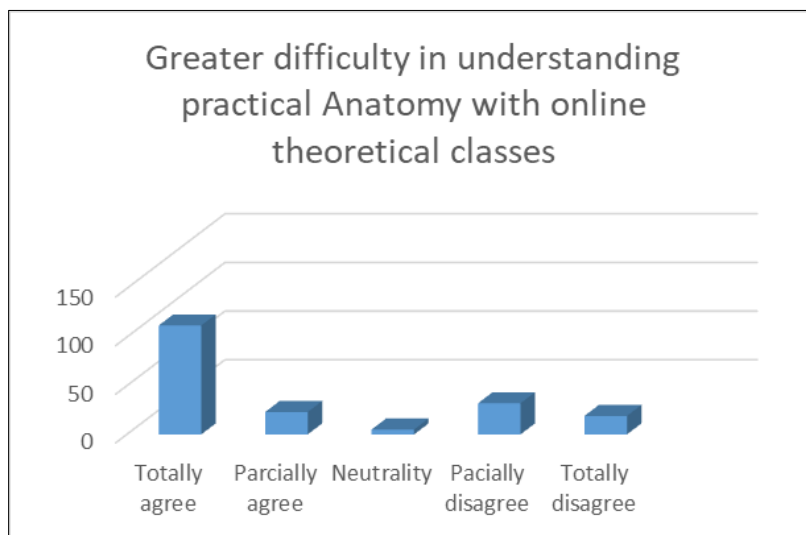 Greater difficulty in understanding
practical Anatomy with online
theoretical classes
150
100
50
0
Totally
agree
Parcially
agree
Neutrality
Pacially
disagree
Totally
disagree